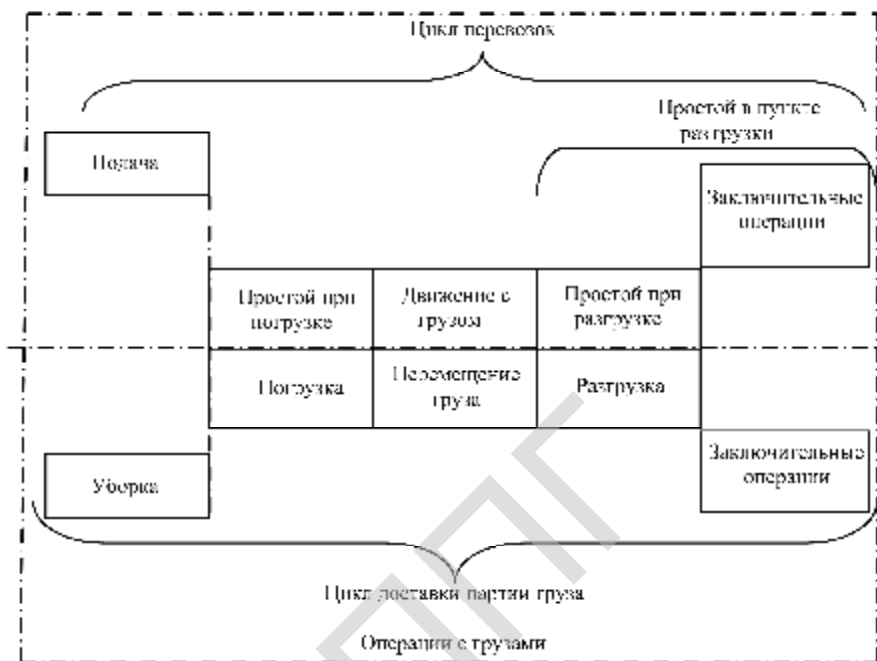 Цикл перевозок
Простой в пункте
разгрузки
Подача
Заключительные
операции
Простой при
погрузке
Движение с
грузом
Простой при
разгрузке
Погрузка
Перемещение
груза
Разгрузка
Уборка
Заключительные
операции
Цикл доставки партии груза
Операции с грузами